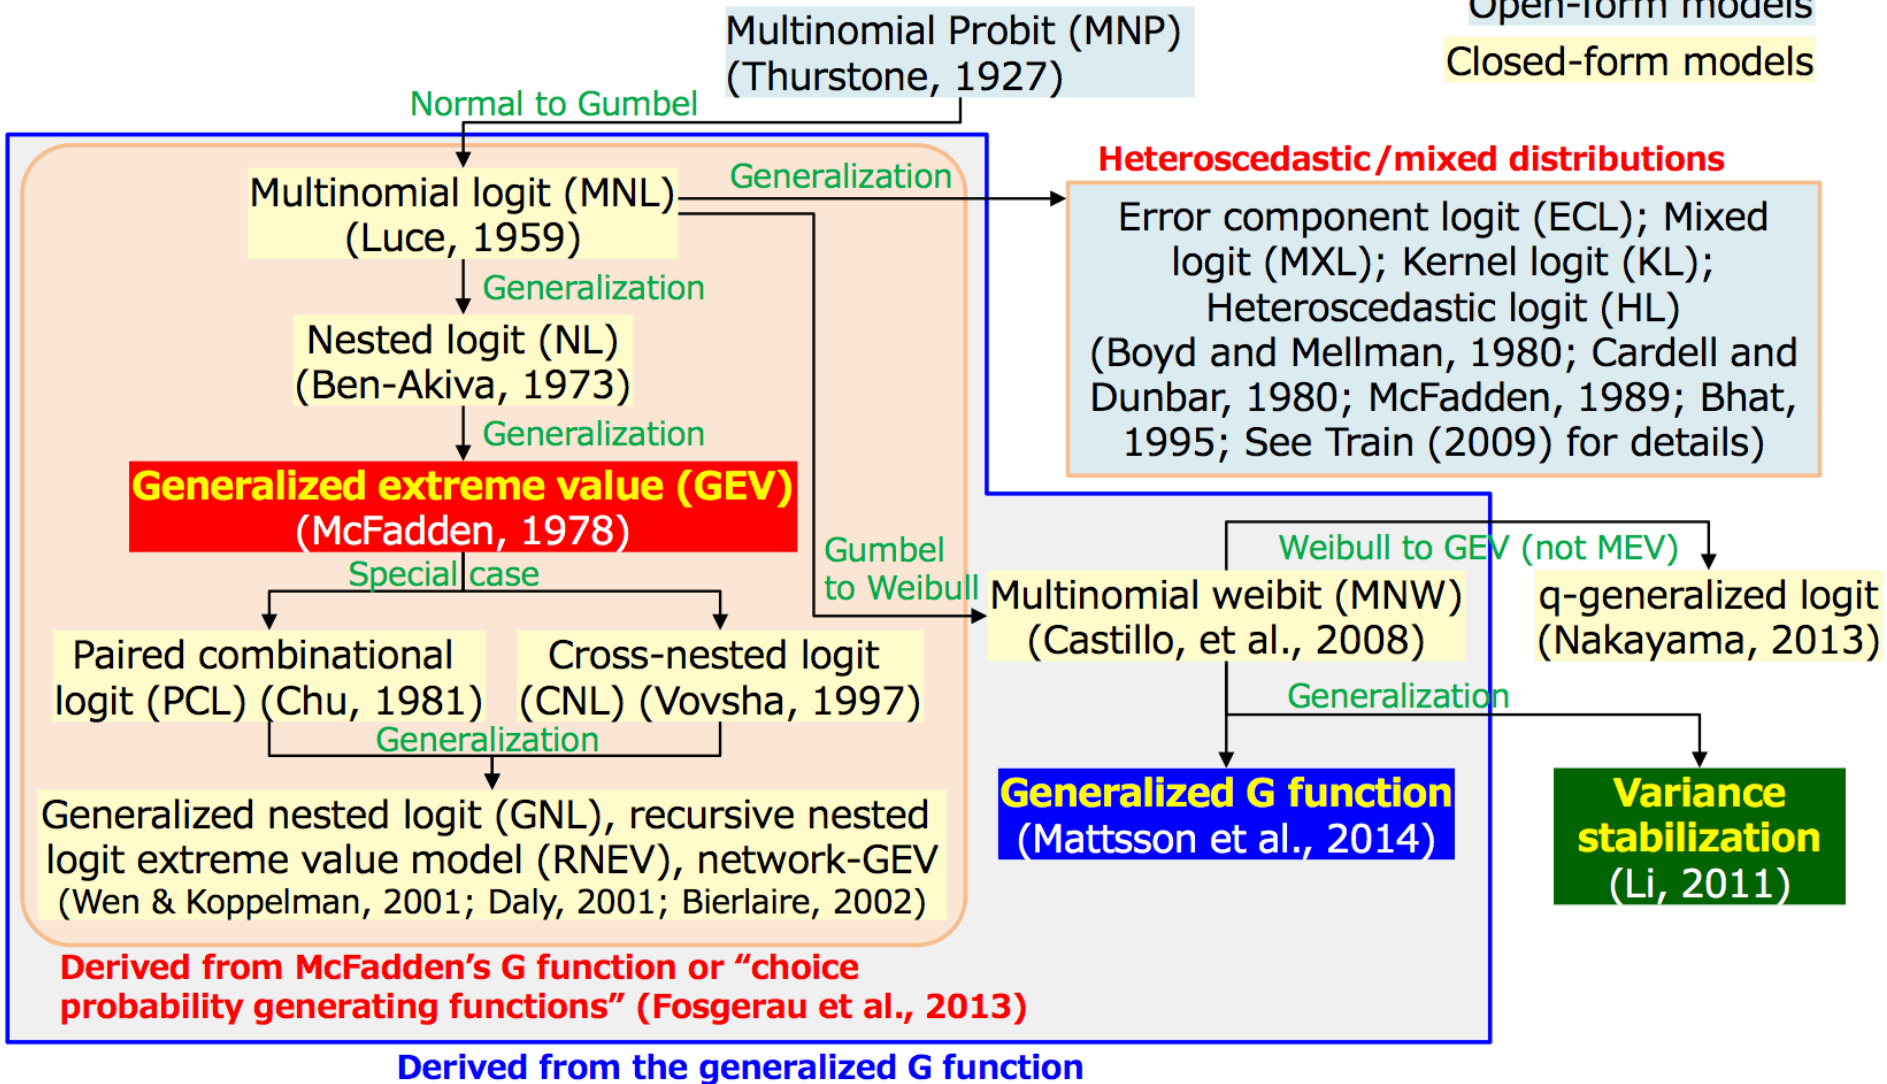 Open-form models
Closed-form models
Multinomial Probit (MNP)
(Thurstone, 1927)
Normal to Gumbel
Multinomial logit (MNL)
(Luce, 1959)
Generalization
Heteroscedastic/mixed distributions
Error component logit (ECL); Mixed
logit (MXL); Kernel logit (KL);
Heteroscedastic logit (HL)
(Boyd and Mellman, 1980; Cardell and
Dunbar, 1980; McFadden, 1989; Bhat,
1995; See Train (2009) for details)
Generalization
Nested logit (NL)
(Ben-Akiva, 1973)
Generalization
Generalized extreme value (GEV)
(McFadden, 1978)
Special case
Paired combinational
logit (PCL) (Chu, 1981)
Cross-nested logit
(CNL) (Vovsha, 1997)
Generalization
Generalized nested logit (GNL), recursive nested
logit extreme value model (RNEV), network-GEV
(Wen & Koppelman, 2001; Daly, 2001; Bierlaire, 2002)
Derived from McFadden's G function or “choice
probability generating functions” (Fosgerau et al., 2013)
Gumbel
to Weibull
Multinomial weibit (MNW)
(Castillo, et al., 2008)
Weibull to GEV (not MEV)
q-generalized logit
(Nakayama, 2013)
Generalization
Generalized G function
(Mattsson et al., 2014)
Variance
stabilization
(Li, 2011)
Derived from the generalized G function